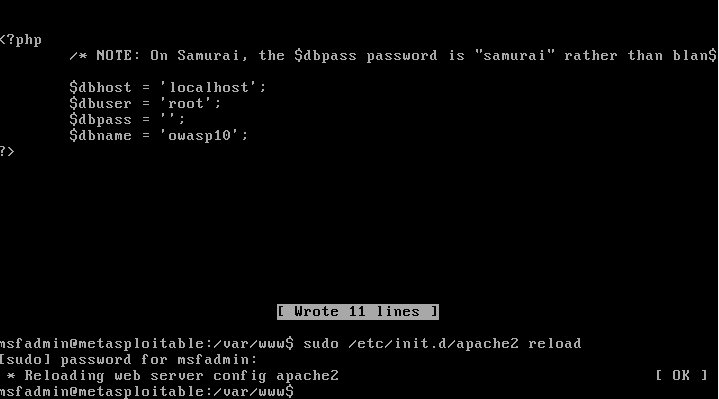 <?php
/* NOTE: On Samurai, the $dbpass password is "samurai" rather than blan$
$dbhost = 'localhost';
$dbuser = 'root';
$dbpass = '';
$dbname = 'owasp10';
?>
[ Wrote 11 lines ]
msfadmin@metasploitable:/var/www$ sudo /etc/init.d/apache2 reload
[sudo] password for msfadmin:
* Reloading web server config apache2 [ OK ]
msfadmin@metasploitable:/var/www$